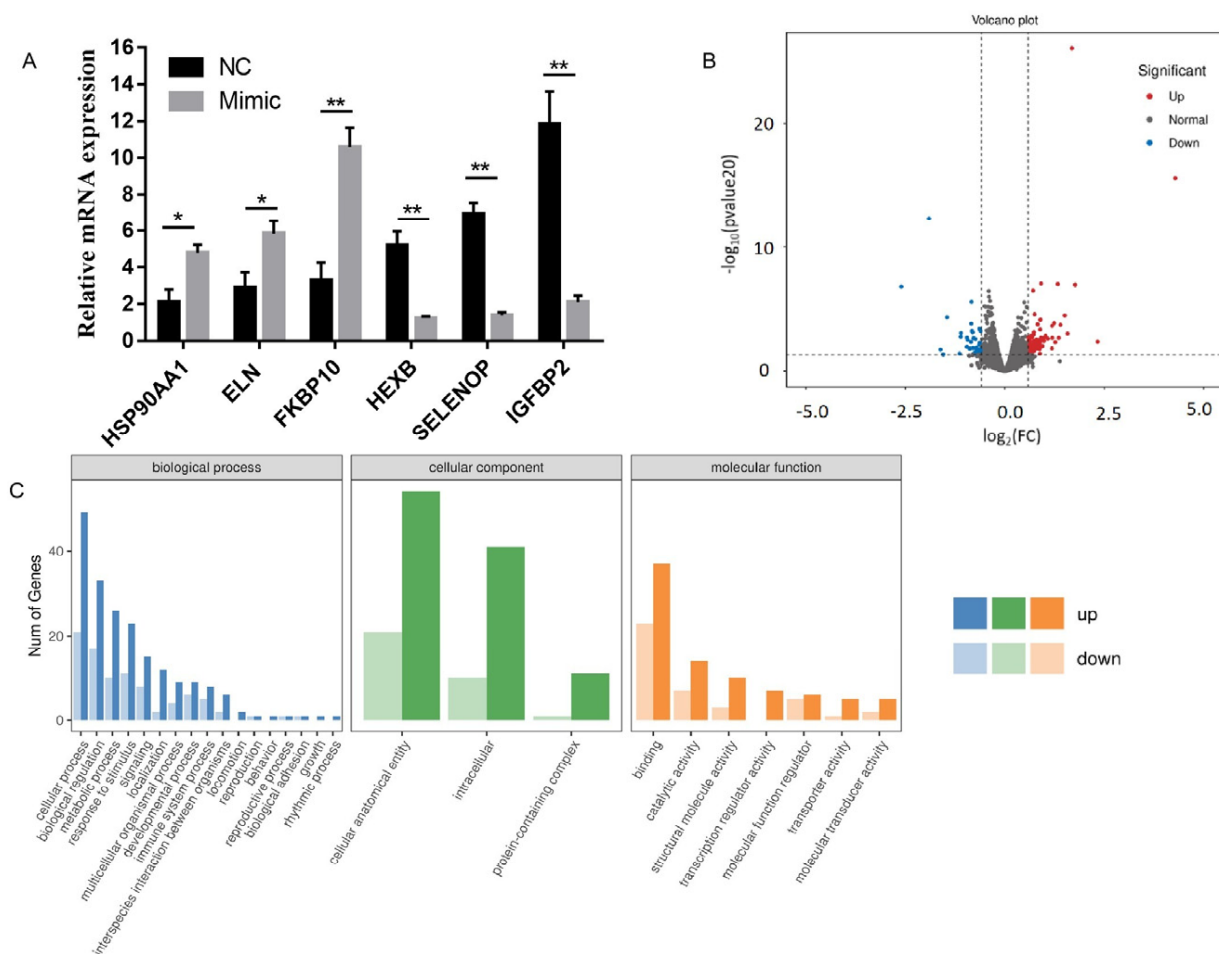 A
Relative mRNA expression
16
14
12
10
8
6
4
2
0
NC
Mimic
*
*
**
**
**
**
HSP90AA1
ELN
FKBP10
HEXB
SELENOP
IGFBP2
B
Volcano plot
-log10(pvalue20)
20
10
0
Significant
Up
Normal
Down
-5.0
-2.5
0.0
2.5
5.0
log2(FC)
C
biological process
cellular component
molecular function
Num of Genes
40
20
0
cellular process
biological regulation
metabolic process
response to stimulus
signaling
localization
multicellular organismal process
developmental process
immune system process
interspecies interaction between organisms
locomotion
reproduction
behavior
reproductive process
biological adhesion
growth
rhythmic process
cellular anatomical entity
intracellular
protein-containing complex
binding
catalytic activity
structural molecule activity
transcription regulator activity
molecular function regulator
transporter activity
molecular transducer activity
up
down